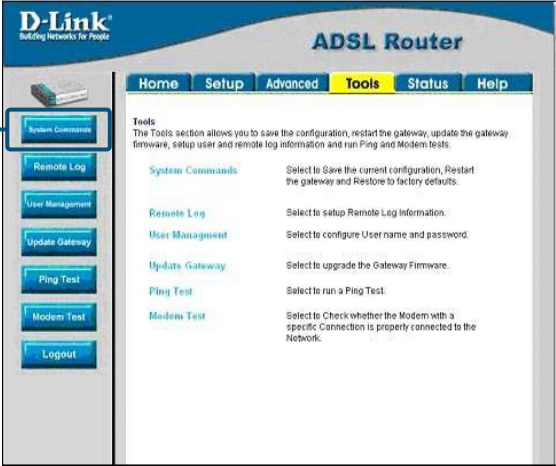 D-Link
Building Networks for People
ADSL Router
Home Setup Advanced Tools Status Help
System Commands
Remote Log
User Management
Update Gateway
Ping Test
Modem Test
Logout
Tools
The Tools section allows you to save the configuration, restart the gateway, update the gateway
firmware, setup user and remote log information and run Ping and Modem tests.
System Commands Select to Save the current configuration, Restart
the gateway and Restore to factory defaults.
Remote Log Select to setup Remote Log Information.
User Managment Select to configure User name and password.
Update Gateway Select to upgrade the Gateway Firmware.
Ping Test Select to run a Ping Test.
Modem Test Select to Check whether the Modem with a
specific Connection is properly connected to the
Network.